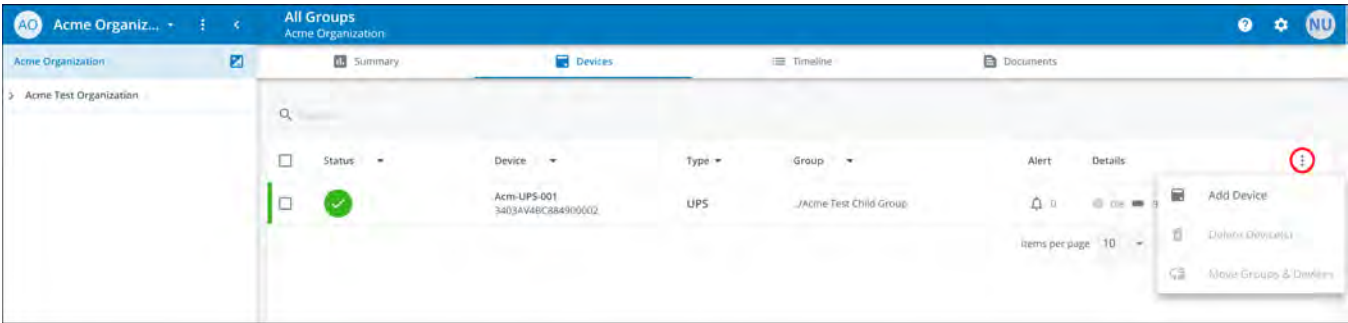 AO Acme Organiz...
All Groups
Acme Organization
NU
Acme Organization
Summary Devices Timeline Documents
Acme Test Organization
Status Device Type Group Alert Details
Acm-UPS-001
UPS ../Acme Test Child Group 0
Add Device
Items per page 10
Delete Device(s)
Move Groups & Devices